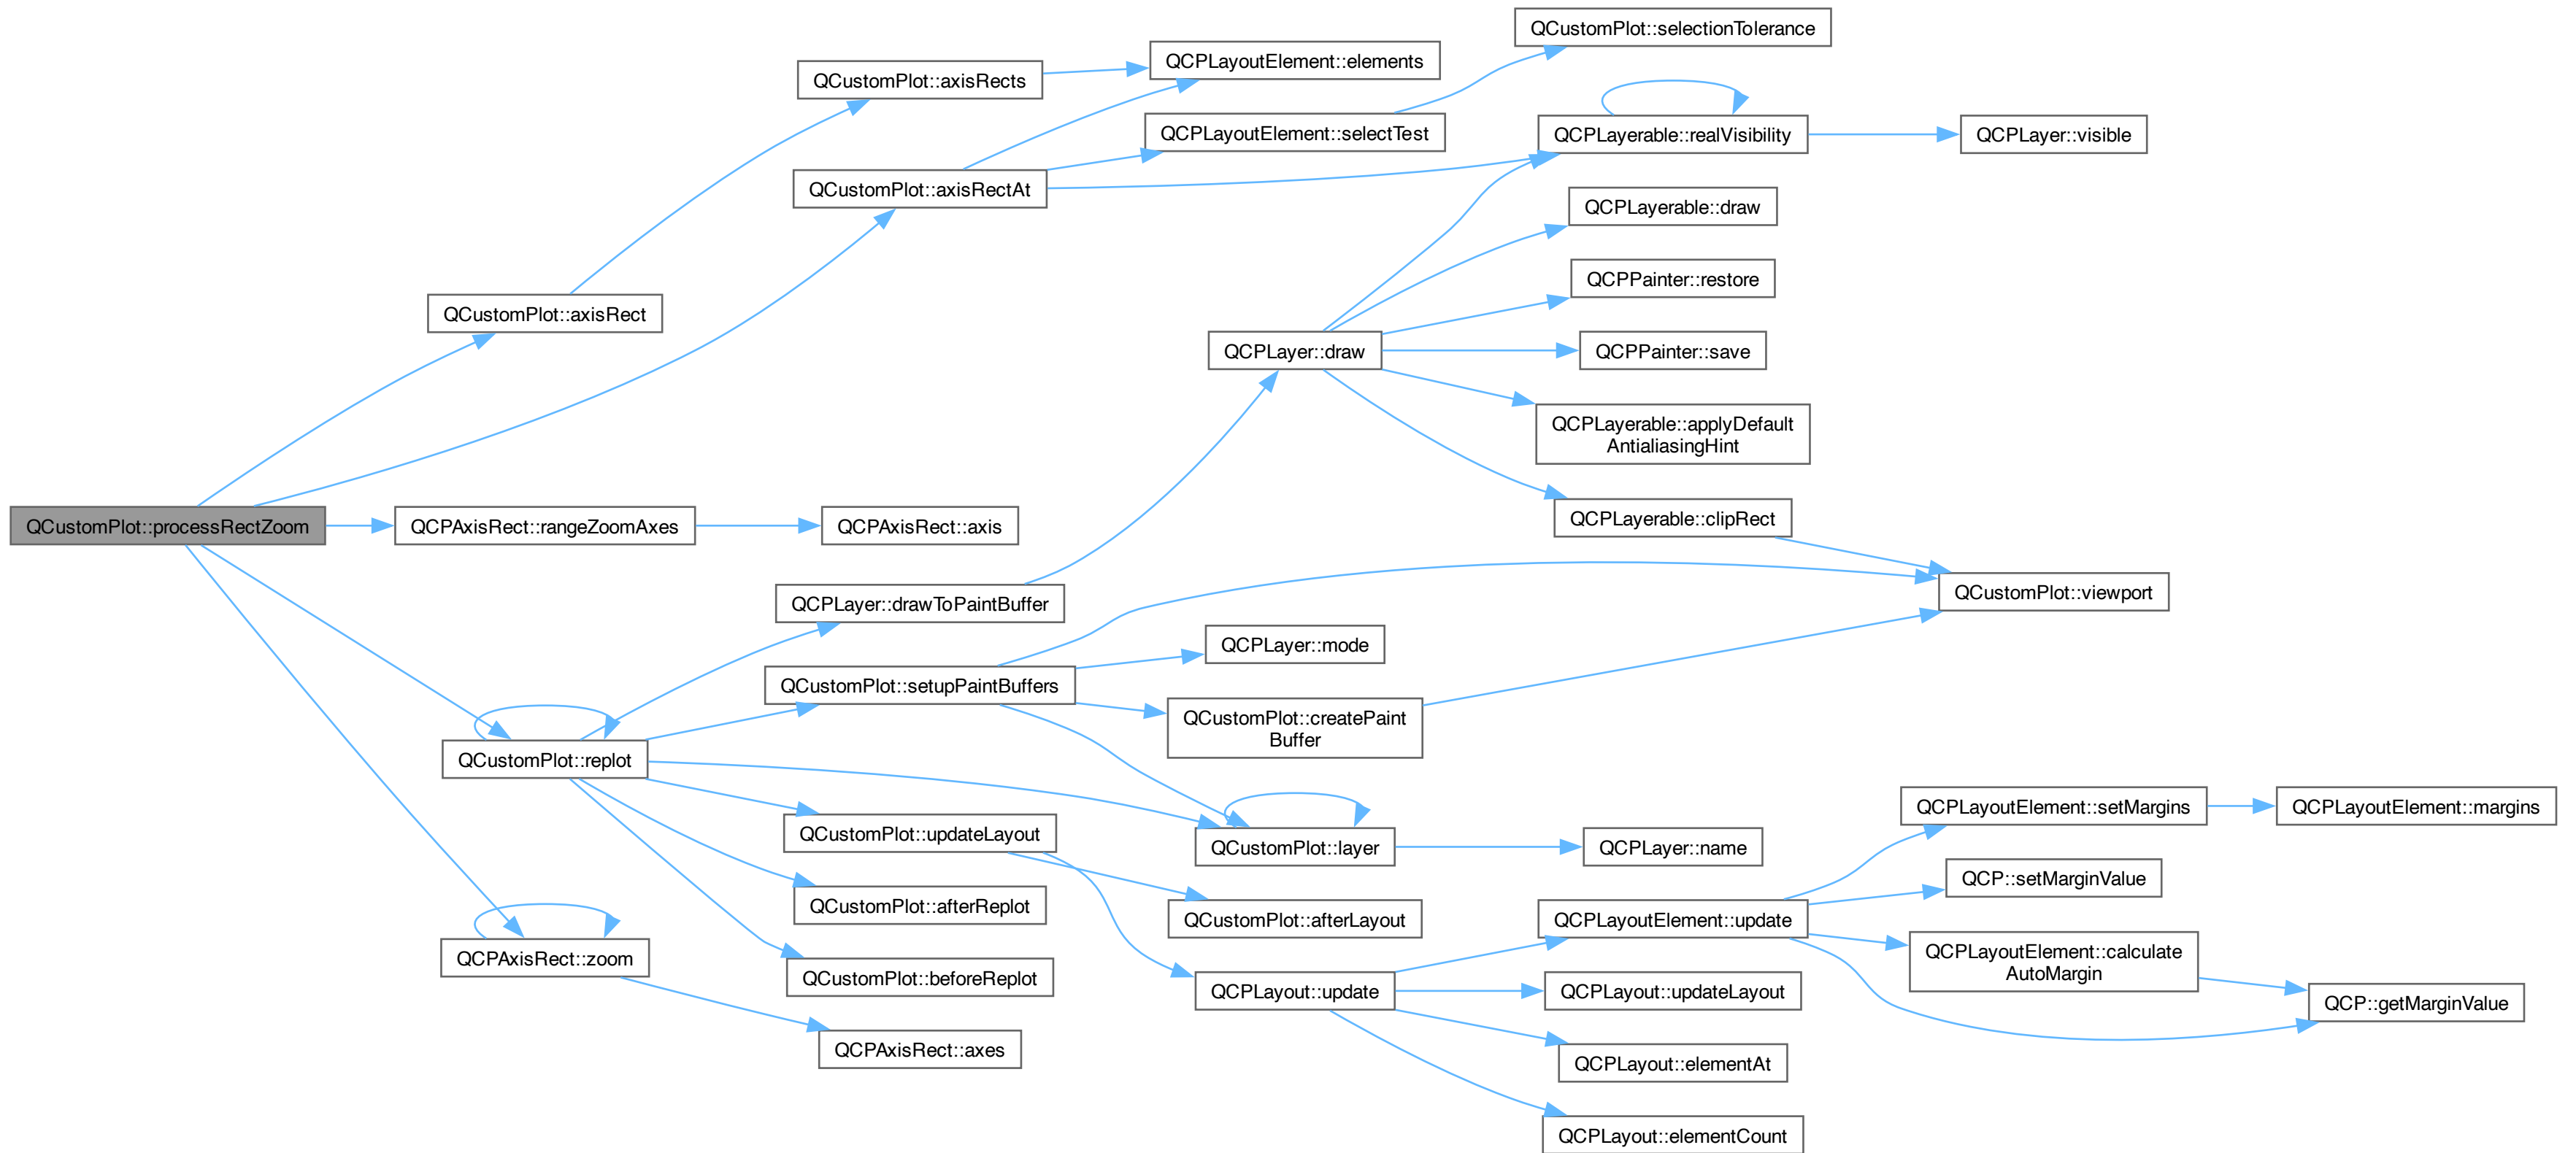 QCustomPlot::selectionTolerance
QCPLayoutElement::elements
QCustomPlot::axisRects
QCPLayoutElement::selectTest
QCPLayerable::realVisibility
QCPLayer::visible
QCustomPlot::axisRectAt
QCPLayerable::draw
QCPPainter::restore
QCustomPlot::axisRect
QCPLayer::draw
QCPPainter::save
QCPLayerable::applyDefault
AntialiasingHint
QCPLayerable::clipRect
QCustomPlot::processRectZoom
QCPAxisRect::rangeZoomAxes
QCPAxisRect::axis
QCustomPlot::viewport
QCPLayer::drawToPaintBuffer
QCPLayer::mode
QCustomPlot::setupPaintBuffers
QCustomPlot::createPaint
Buffer
QCustomPlot::replot
QCPLayoutElement::setMargins
QCPLayoutElement::margins
QCustomPlot::updateLayout
QCustomPlot::layer
QCPLayer::name
QCP::setMarginValue
QCustomPlot::afterReplot
QCustomPlot::afterLayout
QCPLayoutElement::update
QCPLayoutElement::calculate
AutoMargin
QCPAxisRect::zoom
QCustomPlot::beforeReplot
QCPLayout::update
QCPLayout::updateLayout
QCP::getMarginValue
QCPAxisRect::axes
QCPLayout::elementAt
QCPLayout::elementCount